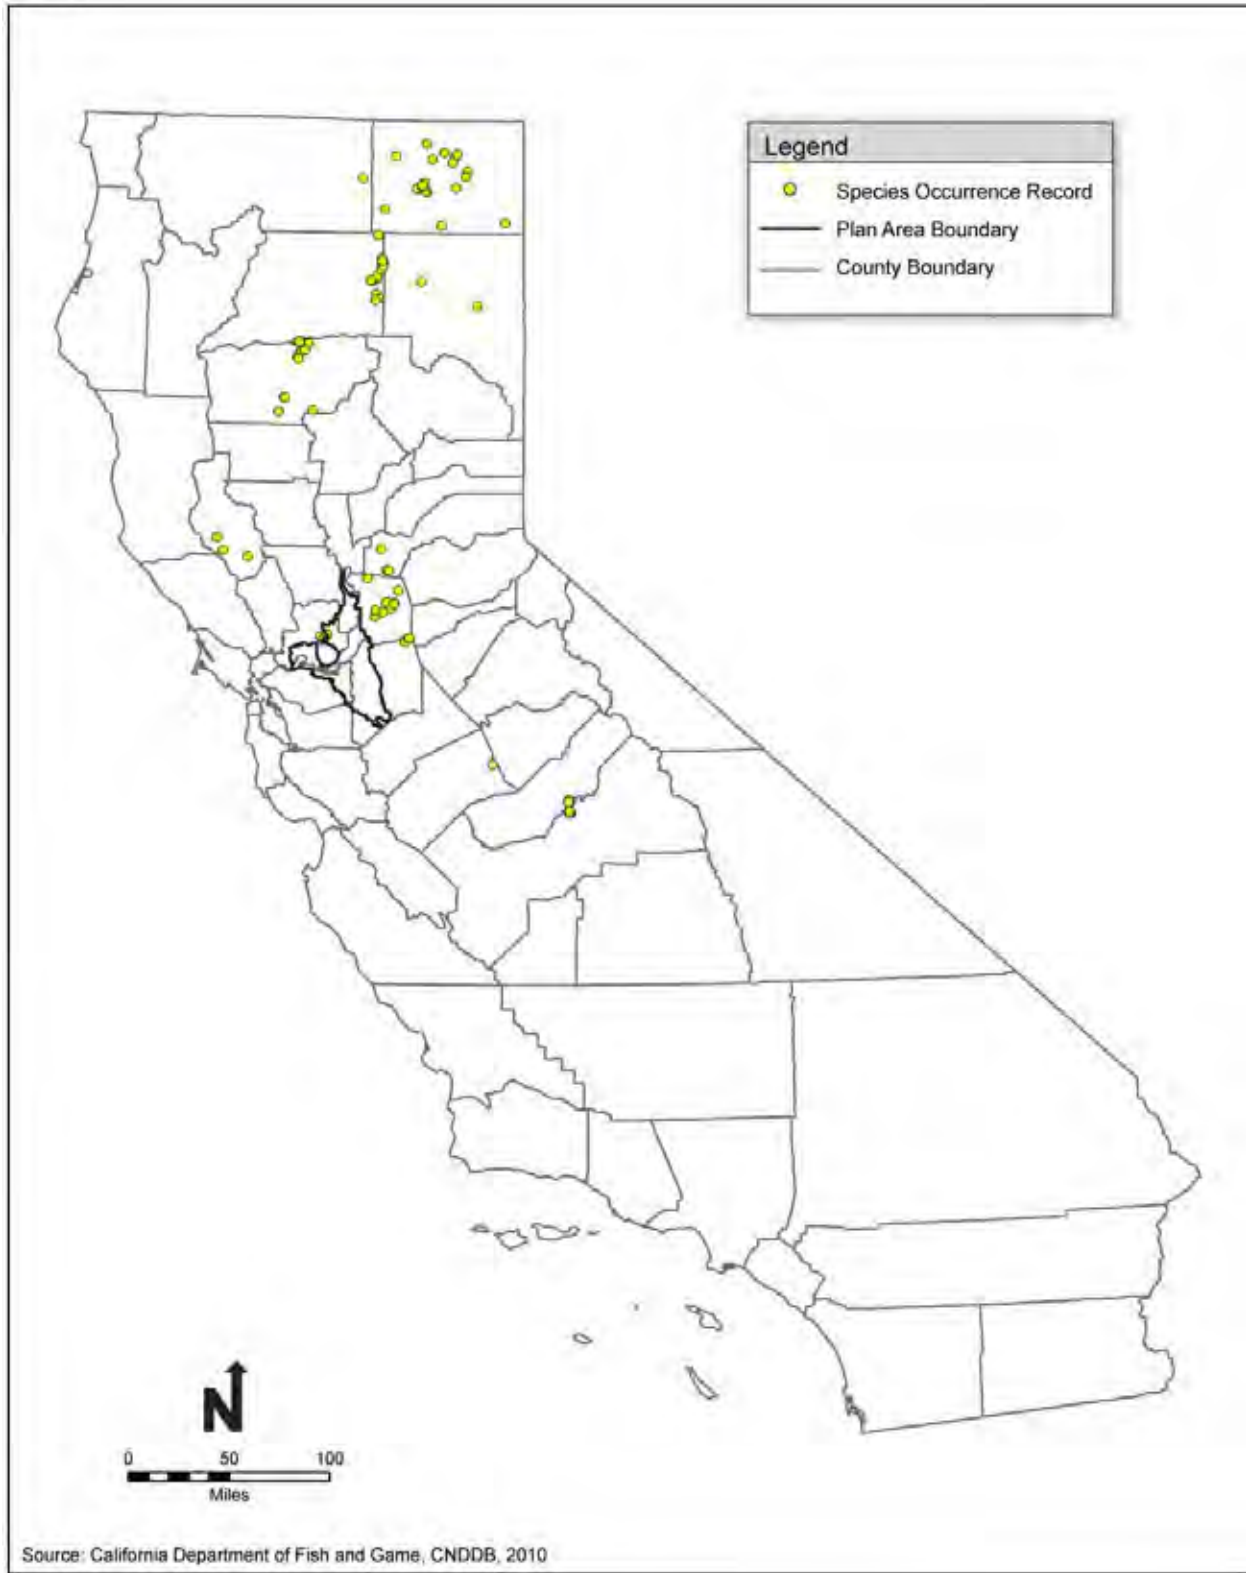 Legend
Species Occurrence Record
Plan Area Boundary
County Boundary
N
0 50 100
Miles
Source: California Department of Fish and Game, CNDDB, 2010